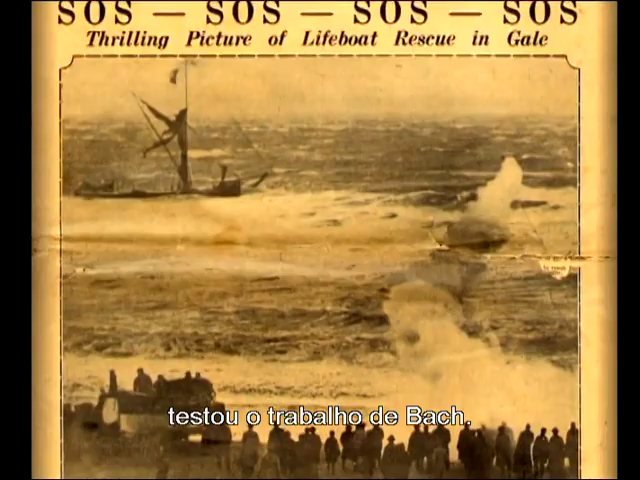 SOS — SOS — SOS — SOS
Thrilling Picture of Lifeboat Rescue in Gale
testou o trabalho de Bach.